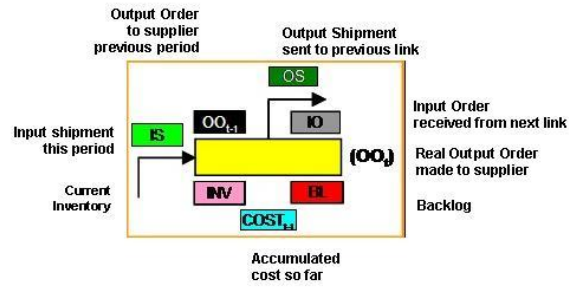 Output Order
to supplier
previous period
Output Shipment
sent to previous link
OS
Input shipment
this period
IS
OOt-1
IO
Input Order
received from next link
(OOt)
Real Output Order
made to supplier
Current
Inventory
INV
BL
Backlog
COSTt-1
Accumulated
cost so far